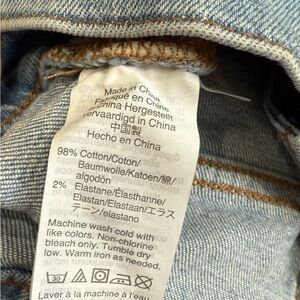 Made in China
Fabriqué en Chine
China Hergestellt
Vervaardigd in China
中国製
Hecho en China
98% Cotton/Coton/
Baumwolle/Katoen/綿/
algodón
2% Elastane/Élasthanne/
Elastan/Elastaan/エラス
テーン/elastano
Machine wash cold with
like colors. Non-chlorine
bleach only. Tumble dry
low. Warm iron as needed.
30
Laver à la machine à